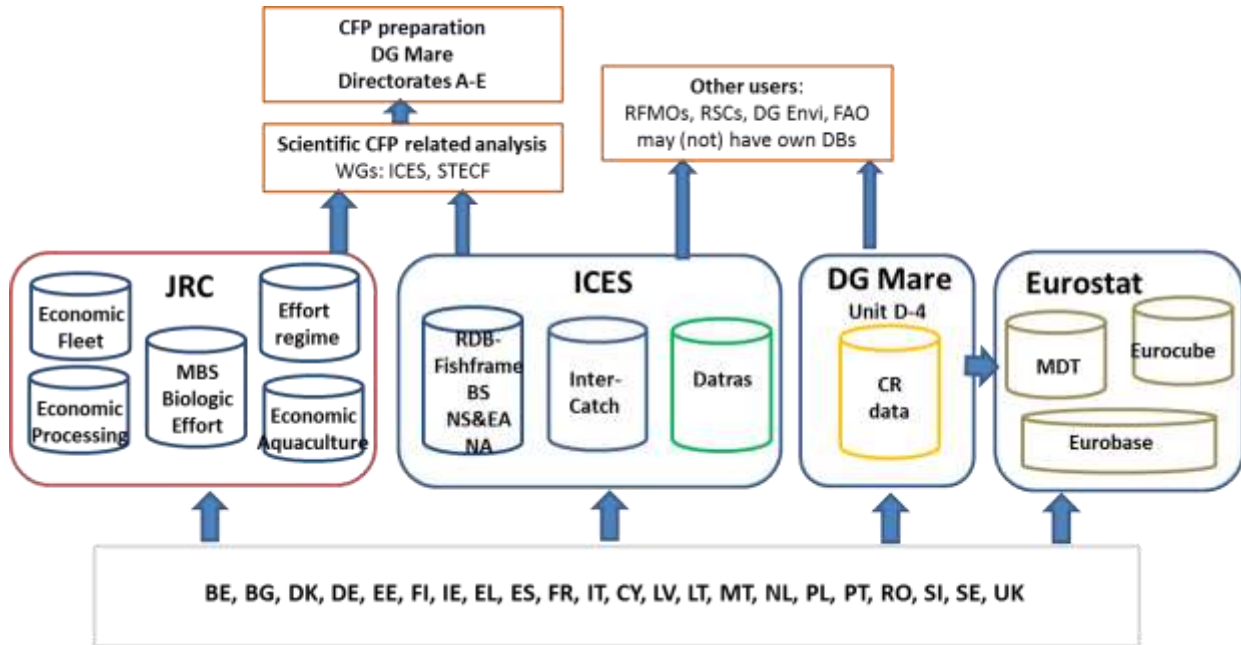 CFP preparation
DG Mare
Directorates A-E
Other users:
RFMOs, RSCs, DG Envi, FAO
may (not) have own DBs
Scientific CFP related analysis
WGs: ICES, STECF
JRC
Economic
Fleet
Effort
regime
MBS
Biologic
Effort
Economic
Processing
Economic
Aquaculture
ICES
RDB-
Fishframe
BS
NS&EA
NA
Inter-
Catch
Datras
DG Mare
Unit D-4
CR
data
Eurostat
MDT
Eurocube
Eurobase
BE, BG, DK, DE, EE, FI, IE, EL, ES, FR, IT, CY, LV, LT, MT, NL, PL, PT, RO, SI, SE, UK